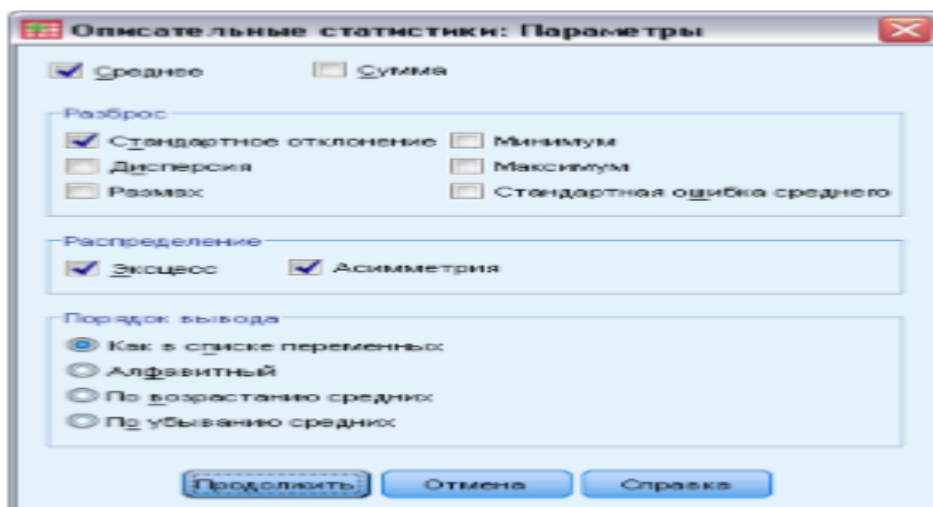 Описательные статистики: Параметры
Среднее Сумма
Разброс
Стандартное отклонение Минимум
Дисперсия Максимум
Размах Стандартная ошибка среднего
Распределение
Эксцесс Асимметрия
Порядок вывода
Как в списке переменных
Алфавитный
По возрастанию средних
По убыванию средних
Продолжить Отмена Справка